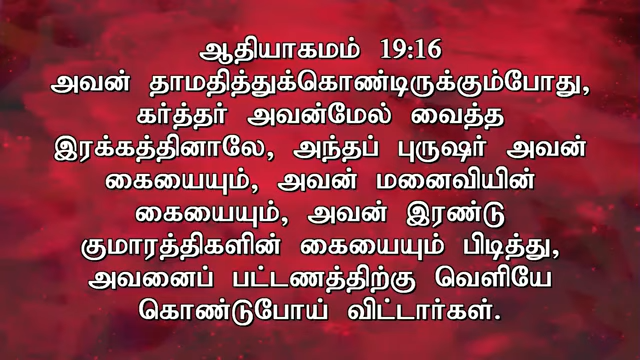 ஆதியாகமம் 19:16
அவன் தாமதித்துக்கொண்டிருக்கும்போது,
கர்த்தர் அவன்மேல் வைத்த
இரக்கத்தினாலே, அந்தப் புருஷர் அவன்
கையையும், அவன் மனைவியின்
கையையும், அவன் இரண்டு
குமாரத்திகளின் கையையும் பிடித்து,
அவனைப் பட்டணத்திற்கு வெளியே
கொண்டுபோய் விட்டார்கள்.